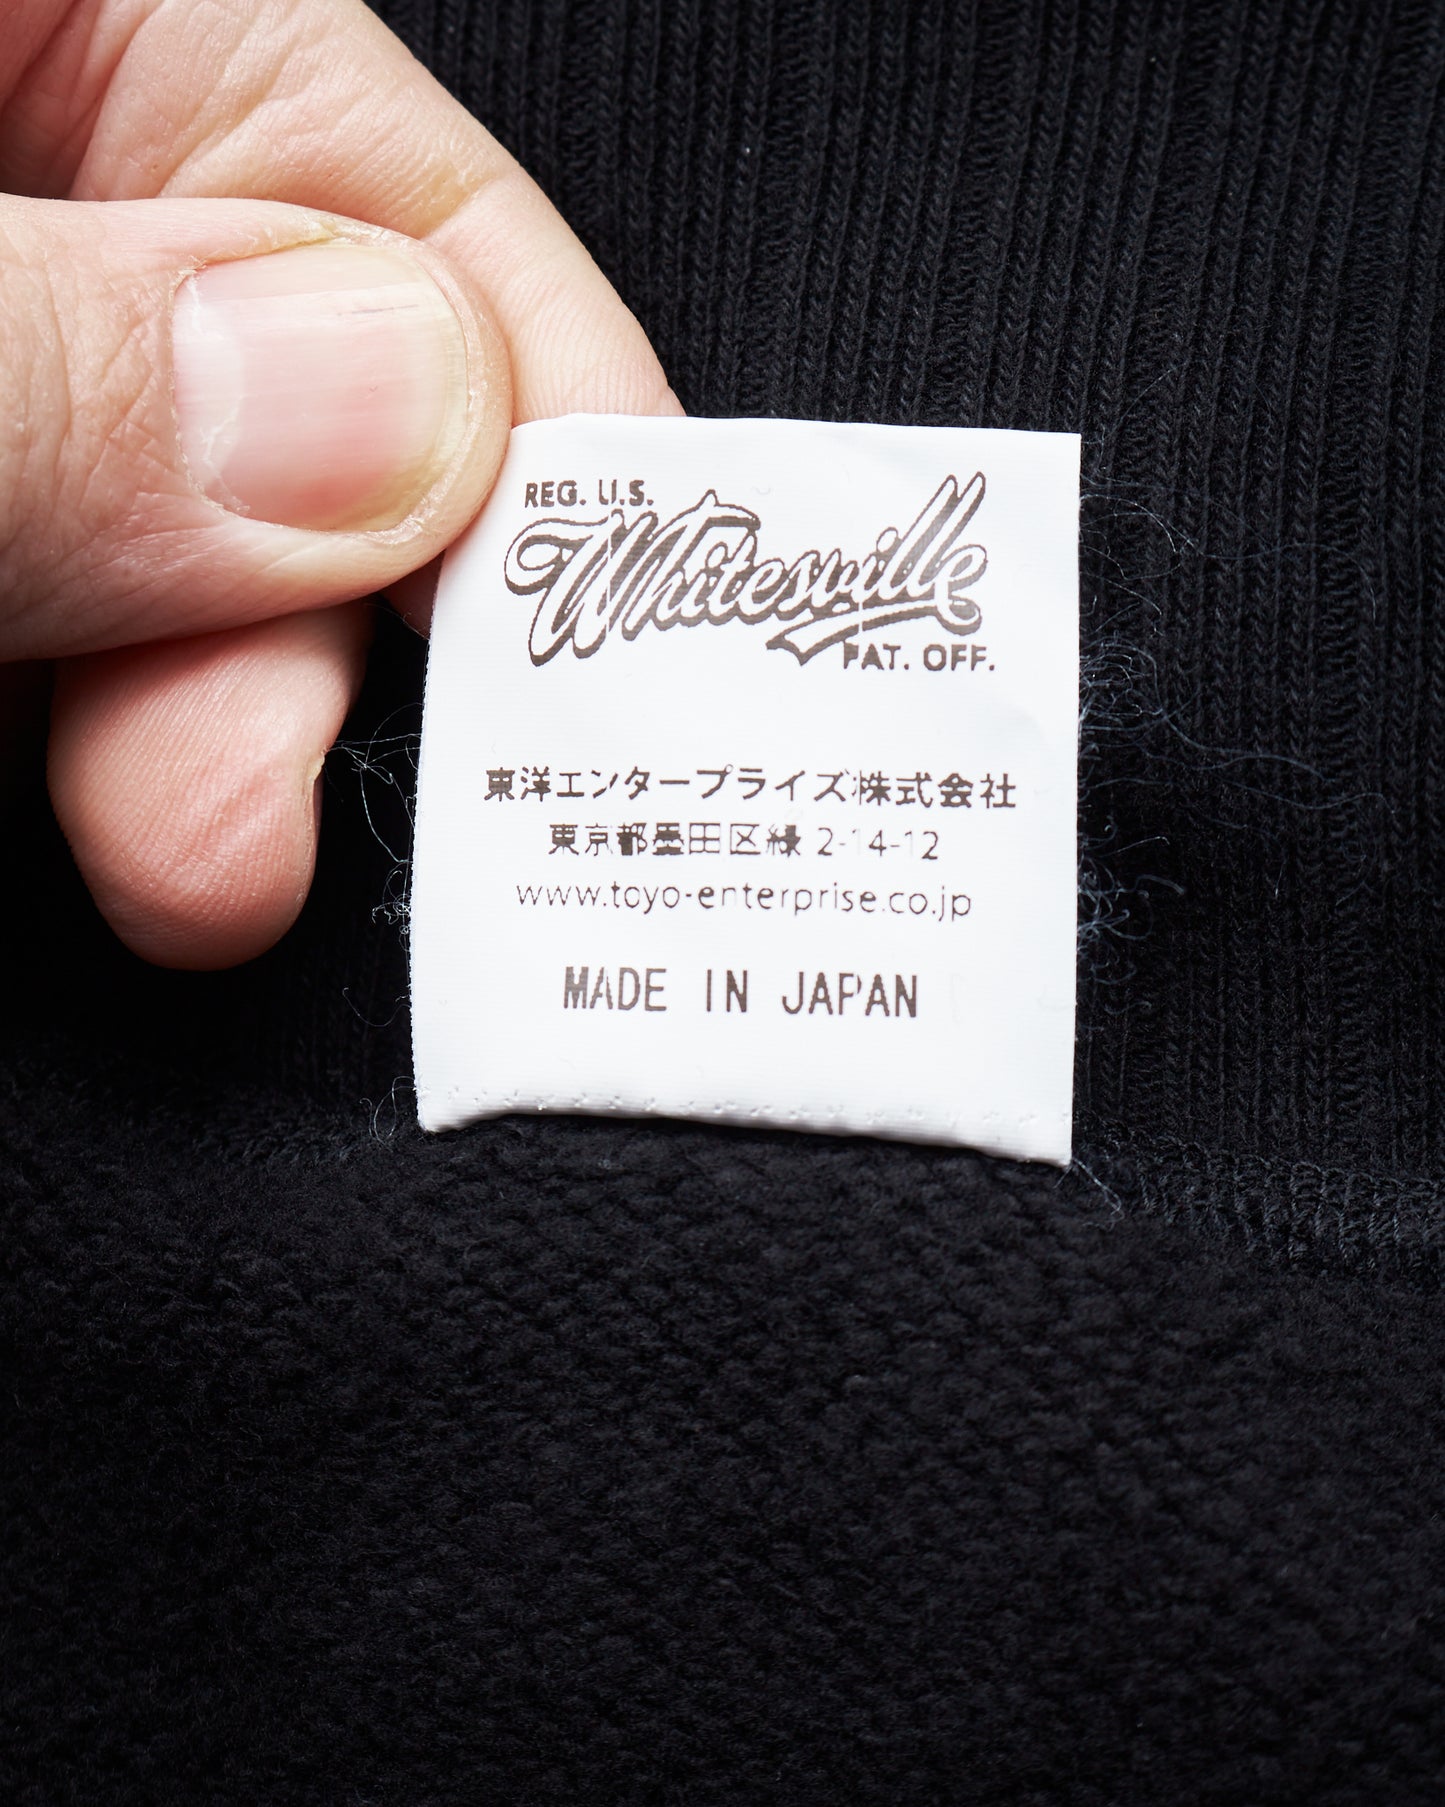 REG. U.S.
Whitesville
PAT. OFF.
東洋エンタープライズ株式会社
東京都墨田区緑 2-14-12
www.toyo-enterprise.co.jp
MADE IN JAPAN